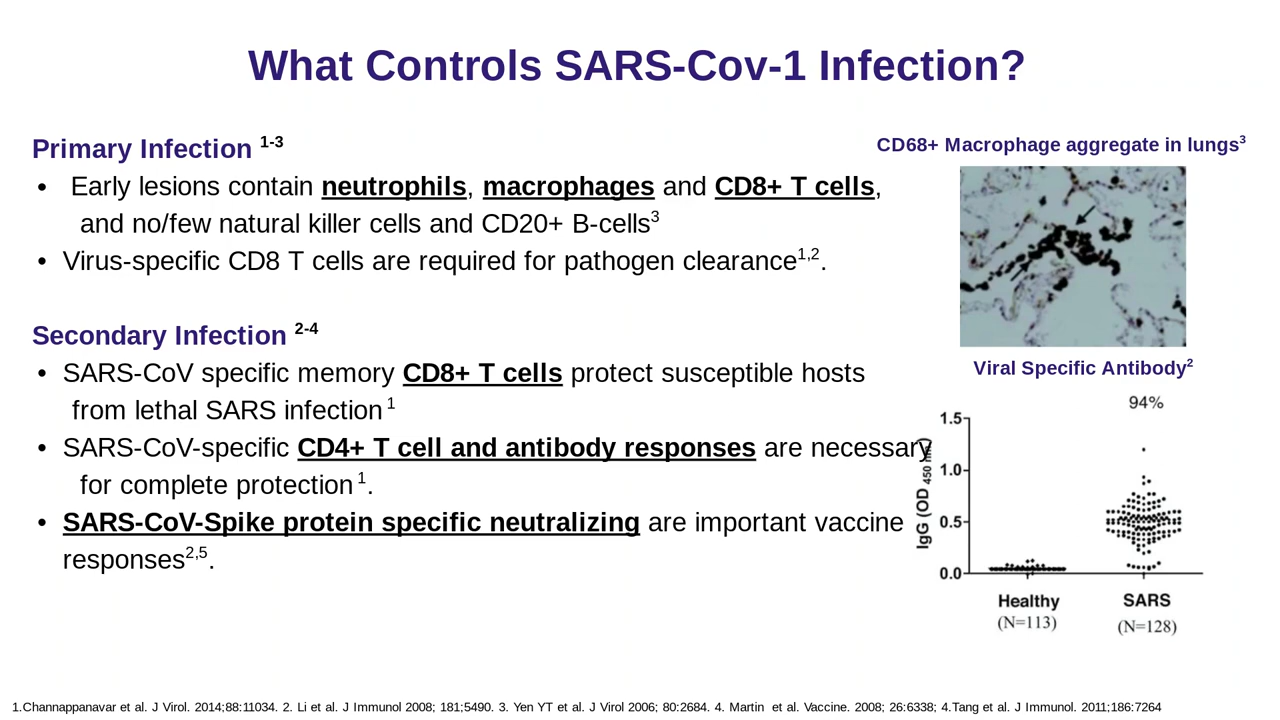 What Controls SARS-Cov-1 Infection?
Primary Infection 1-3
• Early lesions contain neutrophils, macrophages and CD8+ T cells,
and no/few natural killer cells and CD20+ B-cells3
• Virus-specific CD8 T cells are required for pathogen clearance1,2.
Secondary Infection 2-4
• SARS-CoV specific memory CD8+ T cells protect susceptible hosts
from lethal SARS infection 1
• SARS-CoV-specific CD4+ T cell and antibody responses are necessary
for complete protection 1.
• SARS-CoV-Spike protein specific neutralizing are important vaccine
responses2,5.
CD68+ Macrophage aggregate in lungs3
Viral Specific Antibody2
94%
IgG (OD 450
1.5
1.0
0.5
0.0
Healthy SARS
(N=113) (N=128)
1.Channappanavar et al. J Virol. 2014;88:11034. 2. Li et al. J Immunol 2008; 181;5490. 3. Yen YT et al. J Virol 2006; 80:2684. 4. Martin et al. Vaccine. 2008; 26:6338; 4.Tang et al. J Immunol. 2011;186:7264